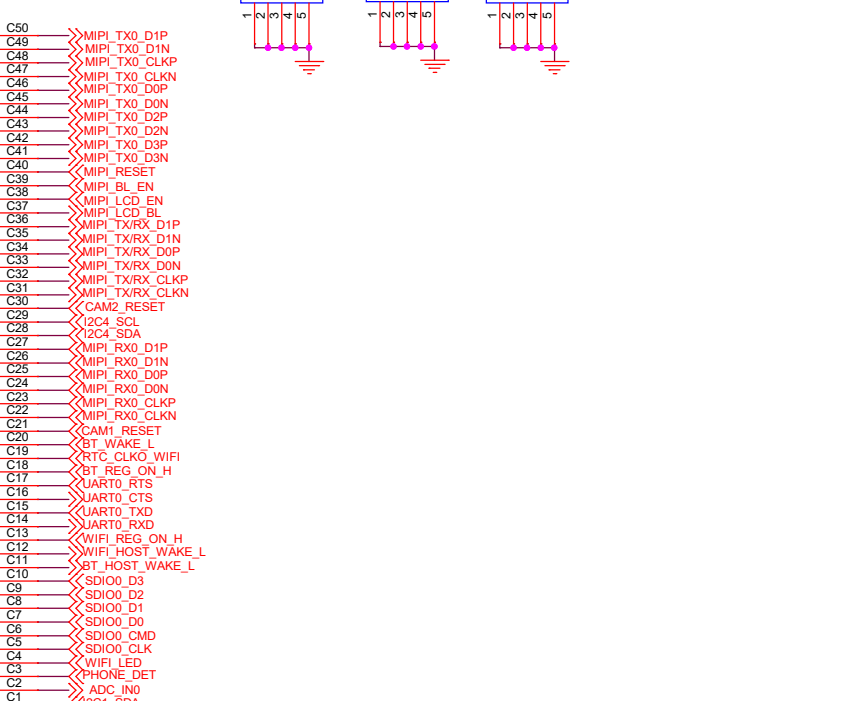 1 2 3 4 5
1 2 3 4 5
1 2 3 4 5
C50 MIPI_TX0_D1P
C49 MIPI_TX0_D1N
C48 MIPI_TX0_CLKP
C47 MIPI_TX0_CLKN
C46 MIPI_TX0_D0P
C45 MIPI_TX0_D0N
C44 MIPI_TX0_D2P
C43 MIPI_TX0_D2N
C42 MIPI_TX0_D3P
C41 MIPI_TX0_D3N
C40 MIPI_RESET
C39 MIPI_BL_EN
C38 MIPI_LCD_EN
C37 MIPI_LCD_BL
C36 MIPI_TX/RX_D1P
C35 MIPI_TX/RX_D1N
C34 MIPI_TX/RX_D0P
C33 MIPI_TX/RX_D0N
C32 MIPI_TX/RX_CLKP
C31 MIPI_TX/RX_CLKN
C30 CAM2_RESET
C29 I2C4_SCL
C28 I2C4_SDA
C27 MIPI_RX0_D1P
C26 MIPI_RX0_D1N
C25 MIPI_RX0_D0P
C24 MIPI_RX0_D0N
C23 MIPI_RX0_CLKP
C22 MIPI_RX0_CLKN
C21 CAM1_RESET
C20 BT_WAKE_L
C19 RTC_CLKO_WIFI
C18 BT_REG_ON_H
C17 UART0_RTS
C16 UART0_CTS
C15 UART0_TXD
C14 UART0_RXD
C13 WIFI_REG_ON_H
C12 WIFI_HOST_WAKE_L
C11 BT_HOST_WAKE_L
C10 SDIO0_D3
C9 SDIO0_D2
C8 SDIO0_D1
C7 SDIO0_D0
C6 SDIO0_CMD
C5 SDIO0_CLK
C4 WIFI_LED
C3 PHONE_DET
C2 ADC_IN0
C1